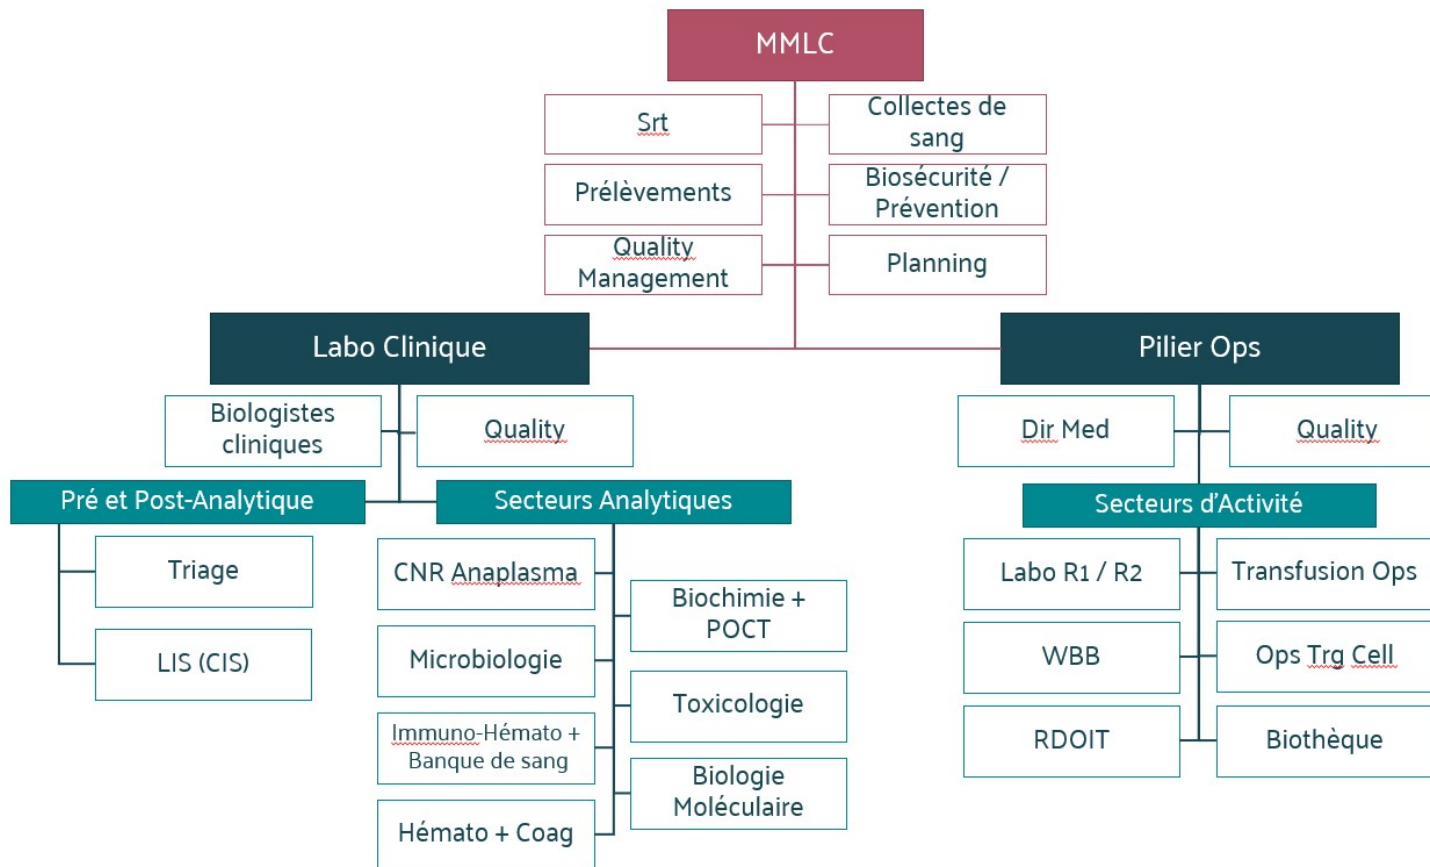 MMLC
Srt
Collectes de
sang
Prélèvements
Biosécurité /
Prévention
Quality
Management
Planning
Labo Clinique
Pilier Ops
Biologistes
cliniques
Quality
Dir Med
Quality
Pré et Post-Analytique
Secteurs Analytiques
Secteurs d'Activité
Triage
LIS (CIS)
CNR Anaplasma
Biochimie +
POCT
Microbiologie
Toxicologie
Immuno-Hémato +
Banque de sang
Biologie
Moléculaire
Hémato + Coag
Labo R1 / R2
Transfusion Ops
WBB
Ops Trg Cell
RDOIT
Biothèque